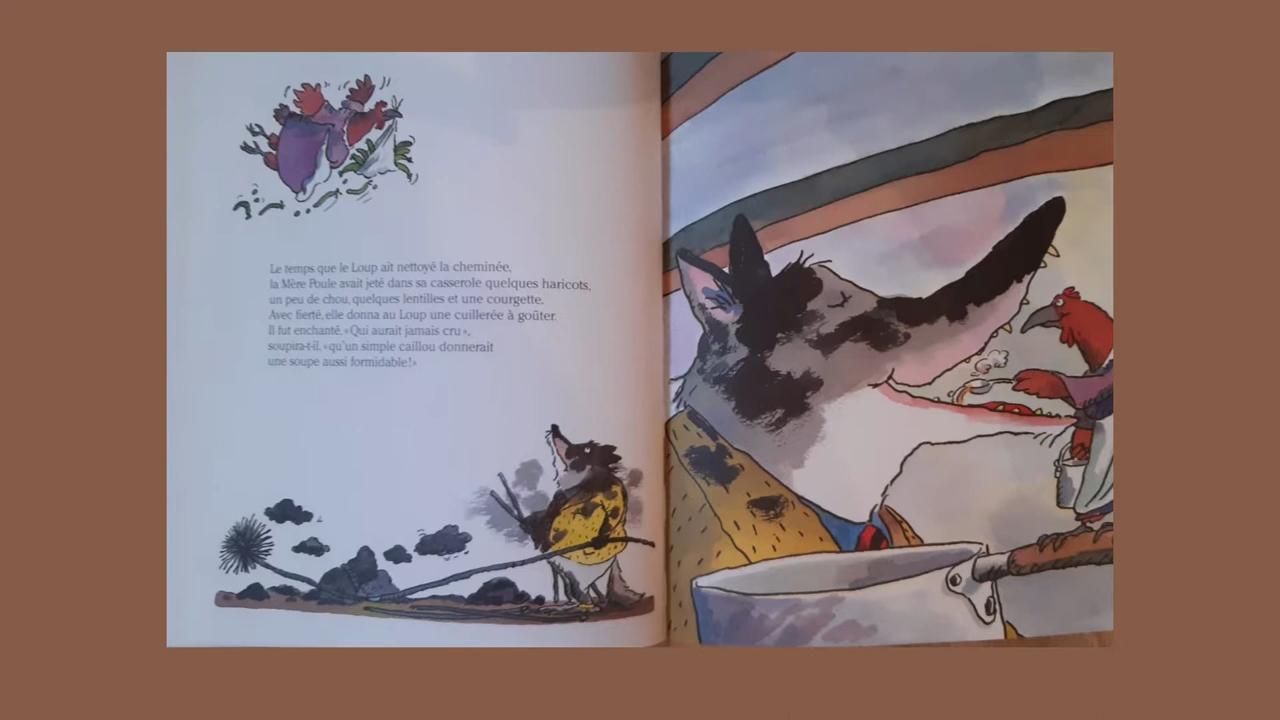 Le temps que le Loup ait nettoyé la cheminée,
la Mère Poule avait jeté dans sa casserole quelques haricots,
un peu de chou, quelques lentilles et une courgette.
Avec fierté, elle donna au Loup une cuillerée à goûter.
Il fut enchanté. «Qui aurait jamais cru»,
soupira-t-il, «qu'un simple caillou donnerait
une soupe aussi formidable!»